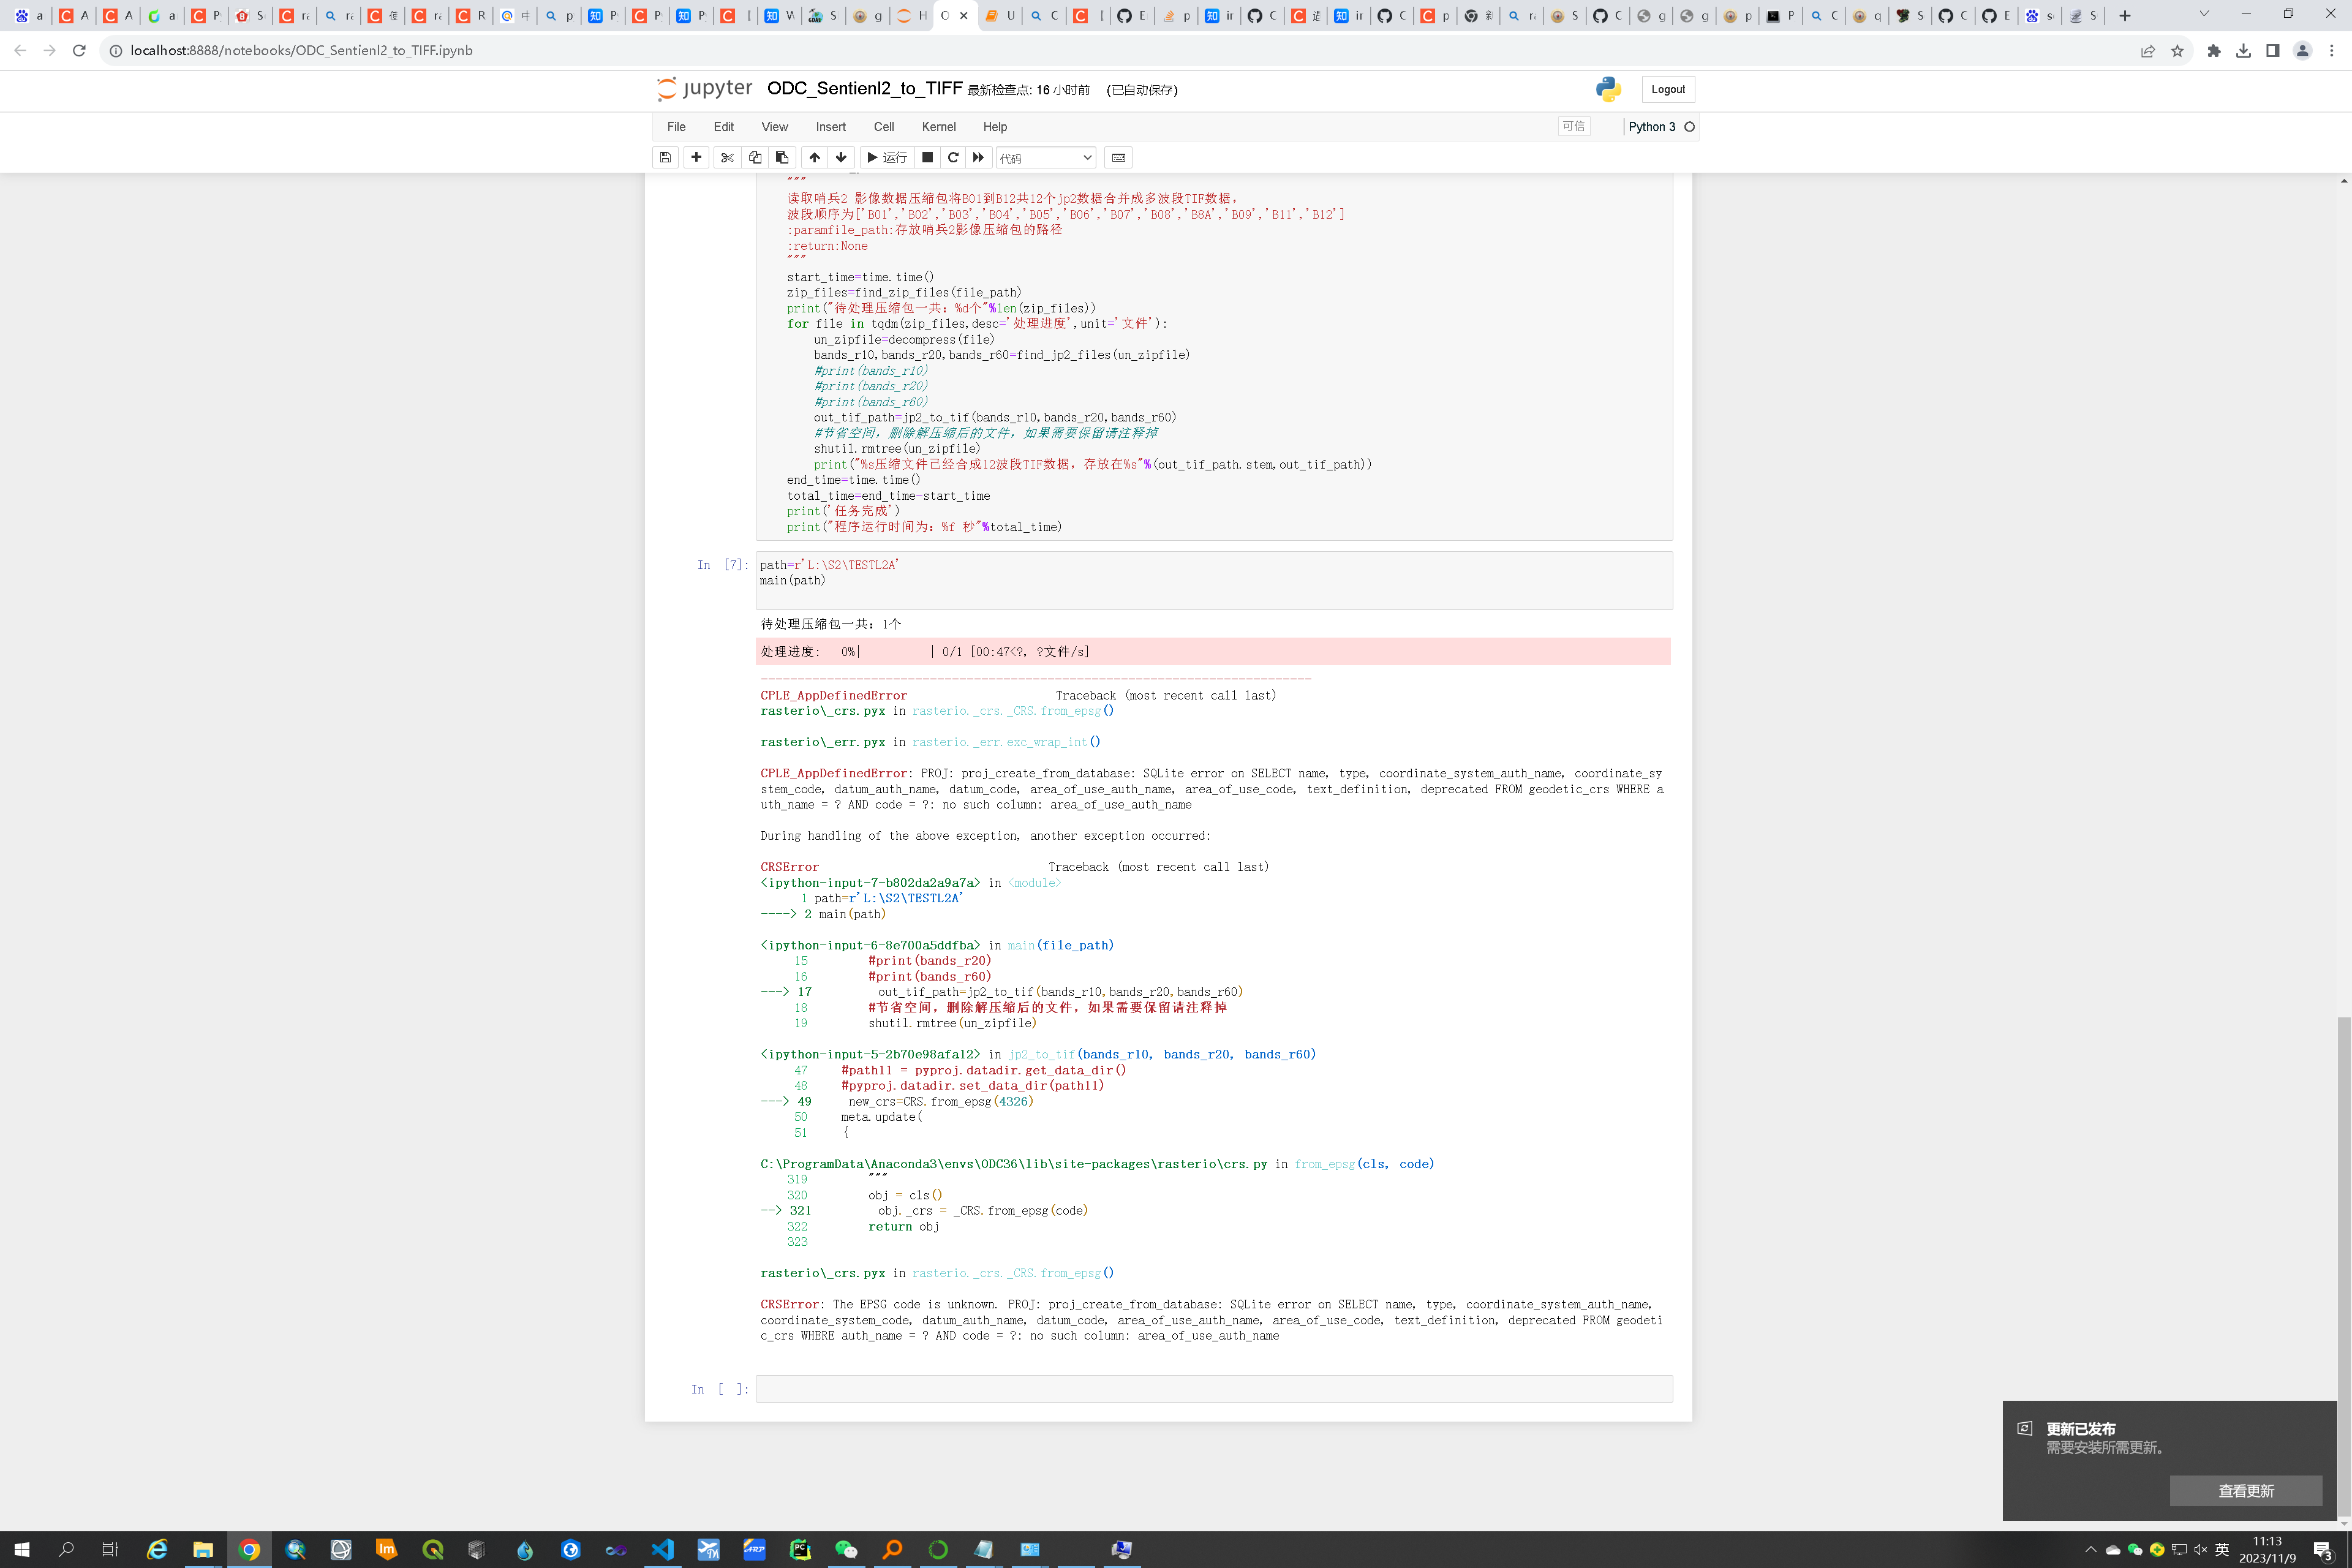 localhost:8888/notebooks/ODC_Sentienl2_to_TIFF.ipynb
jupyter ODC_Sentienl2_to_TIFF 最新检查点: 16 小时前 (已自动保存) Logout
File Edit View Insert Cell Kernel Help 可信 Python 3
运行 代码
"""
读取哨兵2 影像数据压缩包将B01到B12共12个jp2数据合并成多波段TIF数据,
波段顺序为['B01','B02','B03','B04','B05','B06','B07','B08','B8A','B09','B11','B12']
:paramfile_path:存放哨兵2影像压缩包的路径
:return:None
"""
start_time=time.time()
zip_files=find_zip_files(file_path)
print("待处理压缩包一共：%d个"%len(zip_files))
for file in tqdm(zip_files,desc='处理进度',unit='文件'):
un_zipfile=decompress(file)
bands_r10,bands_r20,bands_r60=find_jp2_files(un_zipfile)
#print(bands_r10)
#print(bands_r20)
#print(bands_r60)
out_tif_path=jp2_to_tif(bands_r10,bands_r20,bands_r60)
#节省空间，删除解压缩后的文件，如果需要保留请注释掉
shutil.rmtree(un_zipfile)
print("%s压缩文件已经合成12波段TIF数据，存放在%s"%(out_tif_path.stem,out_tif_path))
end_time=time.time()
total_time=end_time-start_time
print('任务完成')
print("程序运行时间为：%f 秒"%total_time)
In [7]: path=r'L:\S2\TESTL2A'
main(path)
待处理压缩包一共：1个
处理进度: 0%| | 0/1 [00:47<?, ?文件/s]
---------------------------------------------------------------------------
CPLE_AppDefinedError Traceback (most recent call last)
rasterio\_crs.pyx in rasterio._crs._CRS.from_epsg()
rasterio\_err.pyx in rasterio._err.exc_wrap_int()
CPLE_AppDefinedError: PROJ: proj_create_from_database: SQLite error on SELECT name, type, coordinate_system_auth_name, coordinate_sy
stem_code, datum_auth_name, datum_code, area_of_use_auth_name, area_of_use_code, text_definition, deprecated FROM geodetic_crs WHERE a
uth_name = ? AND code = ?: no such column: area_of_use_auth_name
During handling of the above exception, another exception occurred:
CRSError Traceback (most recent call last)
<ipython-input-7-b802da2a9a7a> in <module>
1 path=r'L:\S2\TESTL2A'
----> 2 main(path)
<ipython-input-6-8e700a5ddfba> in main(file_path)
15 #print(bands_r20)
16 #print(bands_r60)
---> 17 out_tif_path=jp2_to_tif(bands_r10,bands_r20,bands_r60)
18 #节省空间，删除解压缩后的文件，如果需要保留请注释掉
19 shutil.rmtree(un_zipfile)
<ipython-input-5-2b70e98afa12> in jp2_to_tif(bands_r10, bands_r20, bands_r60)
47 #path11 = pyproj.datadir.get_data_dir()
48 #pyproj.datadir.set_data_dir(path11)
---> 49 new_crs=CRS.from_epsg(4326)
50 meta.update(
51 {
C:\ProgramData\Anaconda3\envs\ODC36\lib\site-packages\rasterio\crs.py in from_epsg(cls, code)
319 """
320 obj = cls()
--> 321 obj._crs = _CRS.from_epsg(code)
322 return obj
323
rasterio\_crs.pyx in rasterio._crs._CRS.from_epsg()
CRSError: The EPSG code is unknown. PROJ: proj_create_from_database: SQLite error on SELECT name, type, coordinate_system_auth_name,
coordinate_system_code, datum_auth_name, datum_code, area_of_use_auth_name, area_of_use_code, text_definition, deprecated FROM geodeti
c_crs WHERE auth_name = ? AND code = ?: no such column: area_of_use_auth_name
In [ ]:
更新已发布
需要安装所需更新。
查看更新
英 11:13
2023/11/9 3